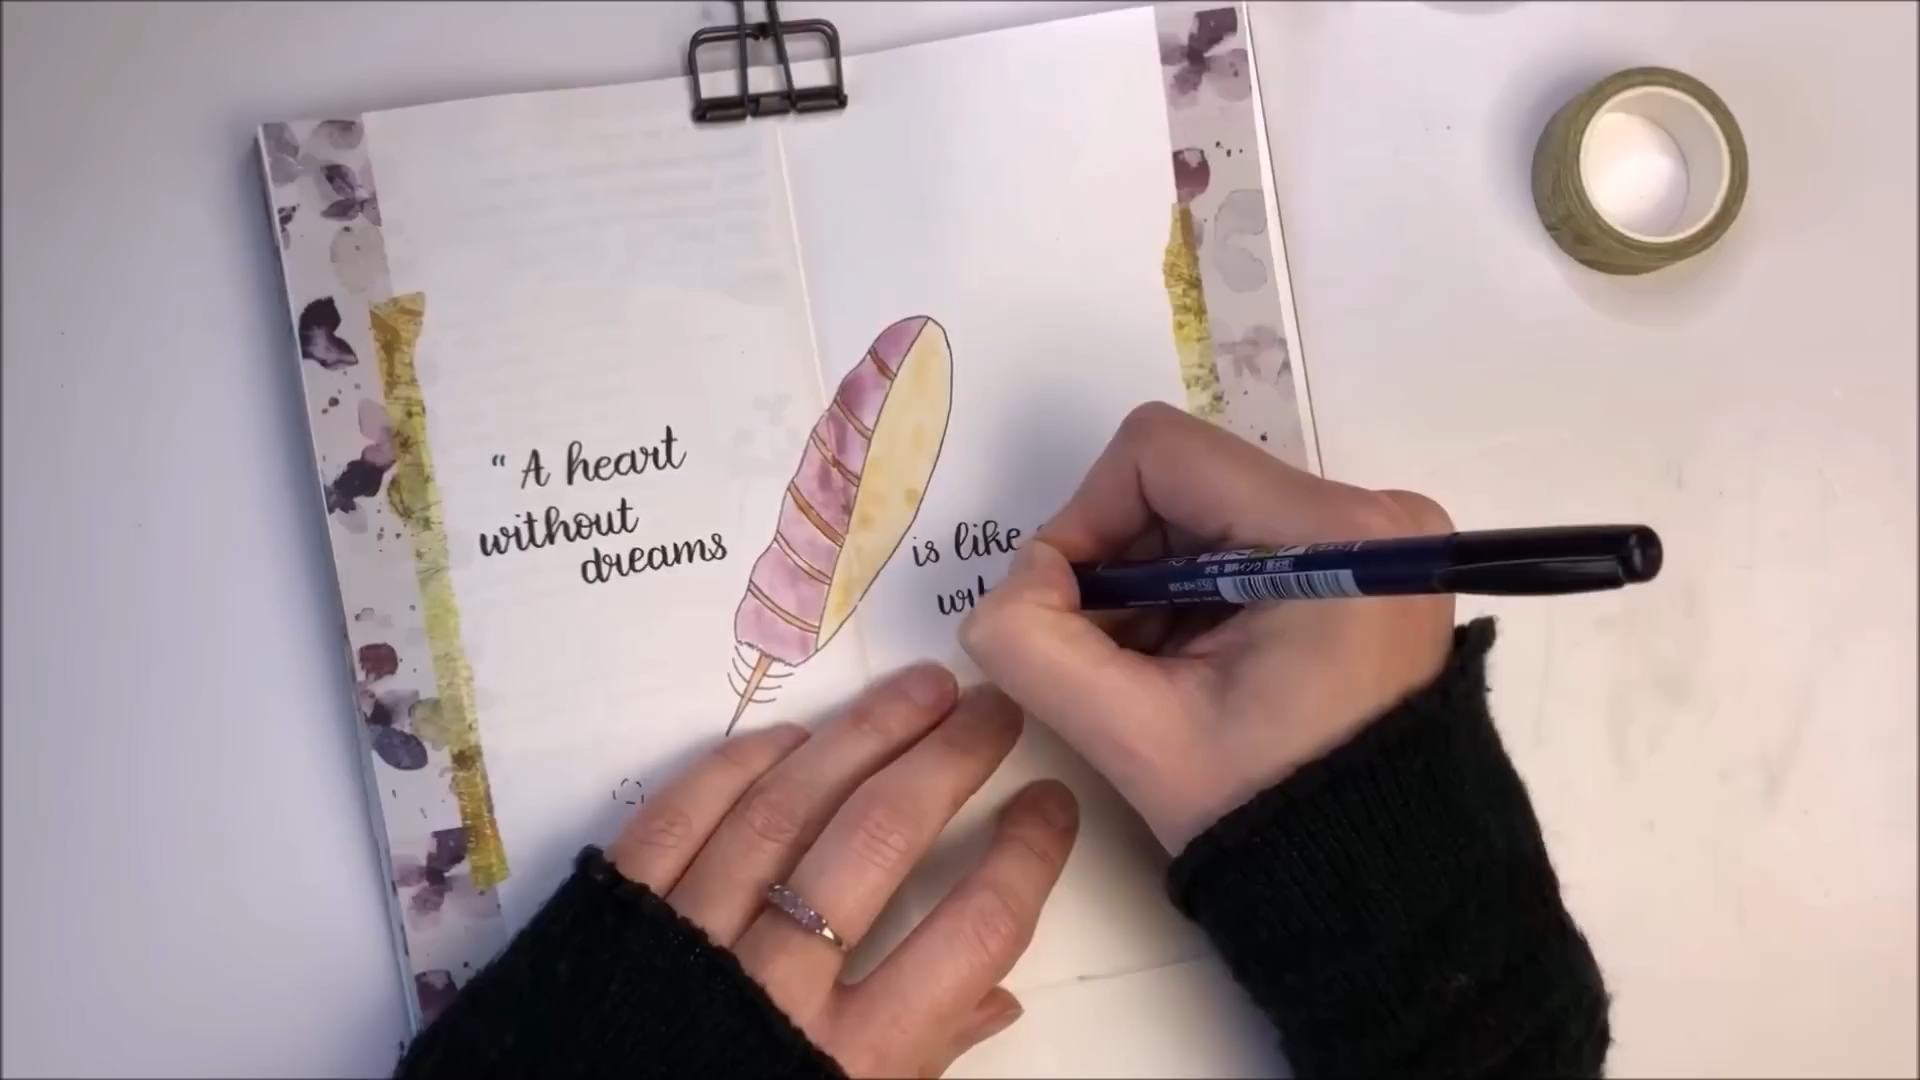 “ A heart
without
dreams
is like